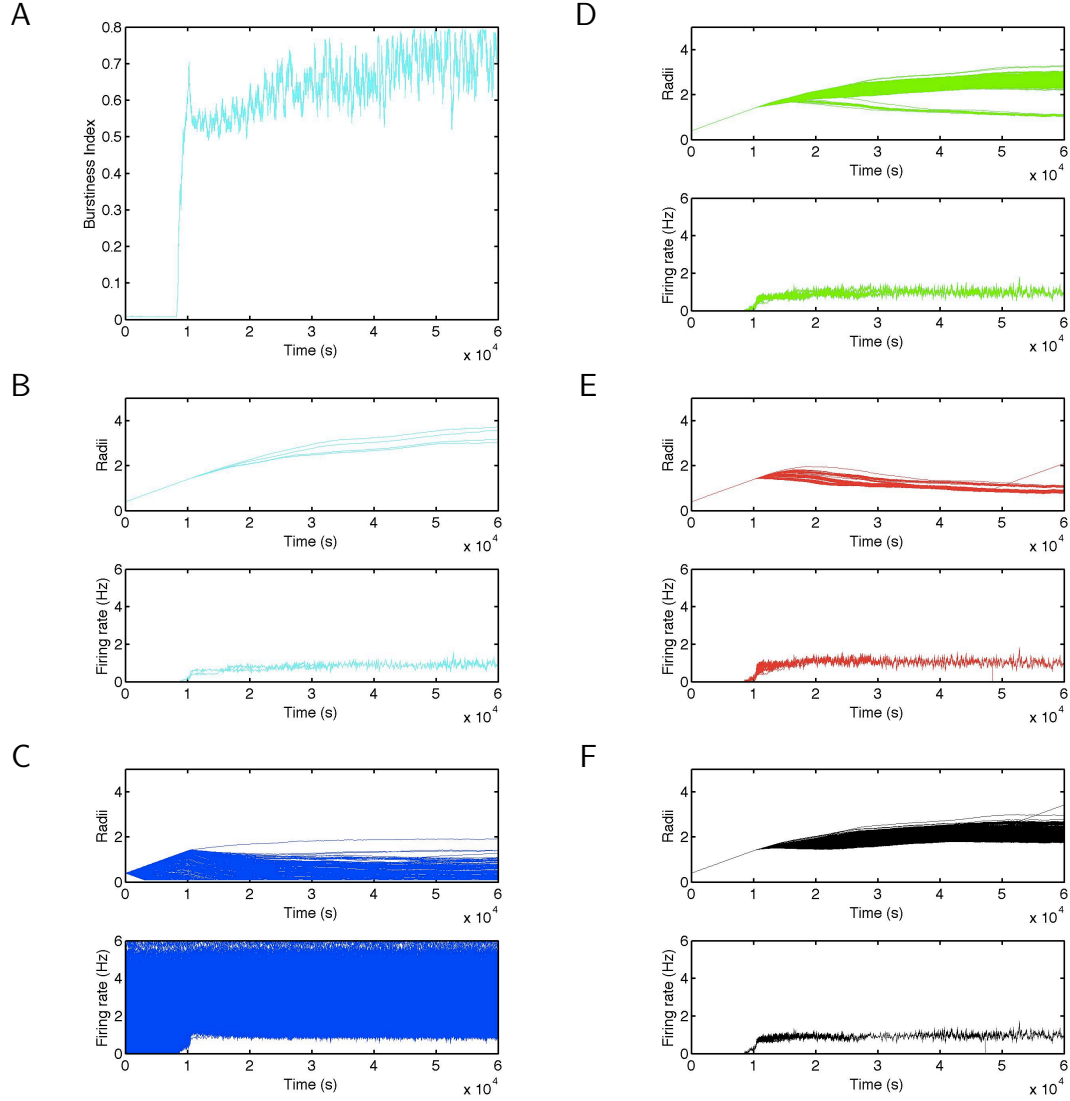 A
0.8
0.7
0.6
0.5
0.4
0.3
0.2
0.1
0
Burstiness Index
0 1 2 3 4 5 6
Time (s)
x 10^4
B
4
2
0
Radii
0 1 2 3 4 5 6
Time (s)
x 10^4
6
4
2
0
Firing rate (Hz)
0 1 2 3 4 5 6
Time (s)
x 10^4
C
4
2
0
Radii
0 1 2 3 4 5 6
Time (s)
x 10^4
6
4
2
0
Firing rate (Hz)
0 1 2 3 4 5 6
Time (s)
x 10^4
D
4
2
0
Radii
0 1 2 3 4 5 6
Time (s)
x 10^4
6
4
2
0
Firing rate (Hz)
0 1 2 3 4 5 6
Time (s)
x 10^4
E
4
2
0
Radii
0 1 2 3 4 5 6
Time (s)
x 10^4
6
4
2
0
Firing rate (Hz)
0 1 2 3 4 5 6
Time (s)
x 10^4
F
4
2
0
Radii
0 1 2 3 4 5 6
Time (s)
x 10^4
6
4
2
0
Firing rate (Hz)
0 1 2 3 4 5 6
Time (s)
x 10^4